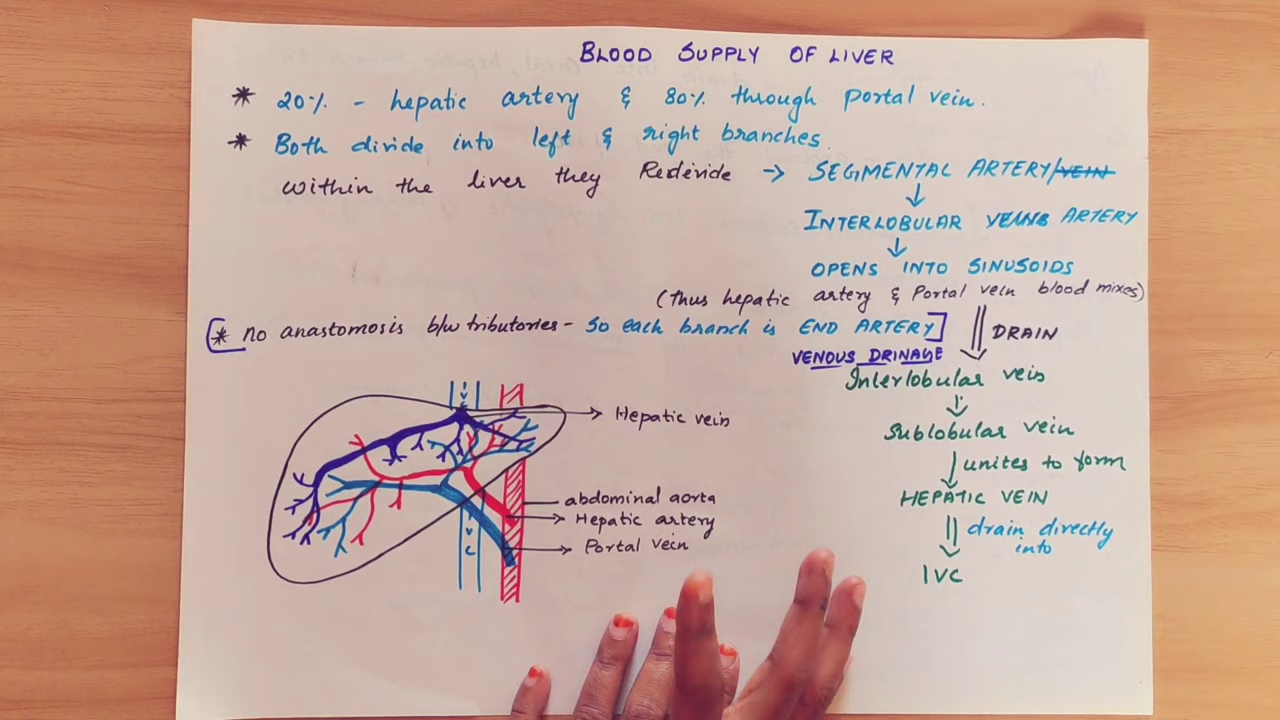 BLOOD SUPPLY OF LIVER
* 20% - hepatic artery & 80% through portal vein.
* Both divide into left & right branches.
within the liver they Redevide → SEGMENTAL ARTERY/VEIN
↓
INTERLOBULAR ARTERY
↓
OPENS INTO SINUSOIDS
(Thus hepatic artery & Portal vein blood mixes)
[* no anastomosis b/w tributories - So each branch is END ARTERY]
DRAIN
VENOUS DRINAGE
Interlobular vein
↓
Sublobular vein
↓ unites to form
HEPATIC VEIN
drain directly
into
IVC
IV
Hepatic vein
abdominal aorta
Hepatic artery
Portal vein
I
V
C